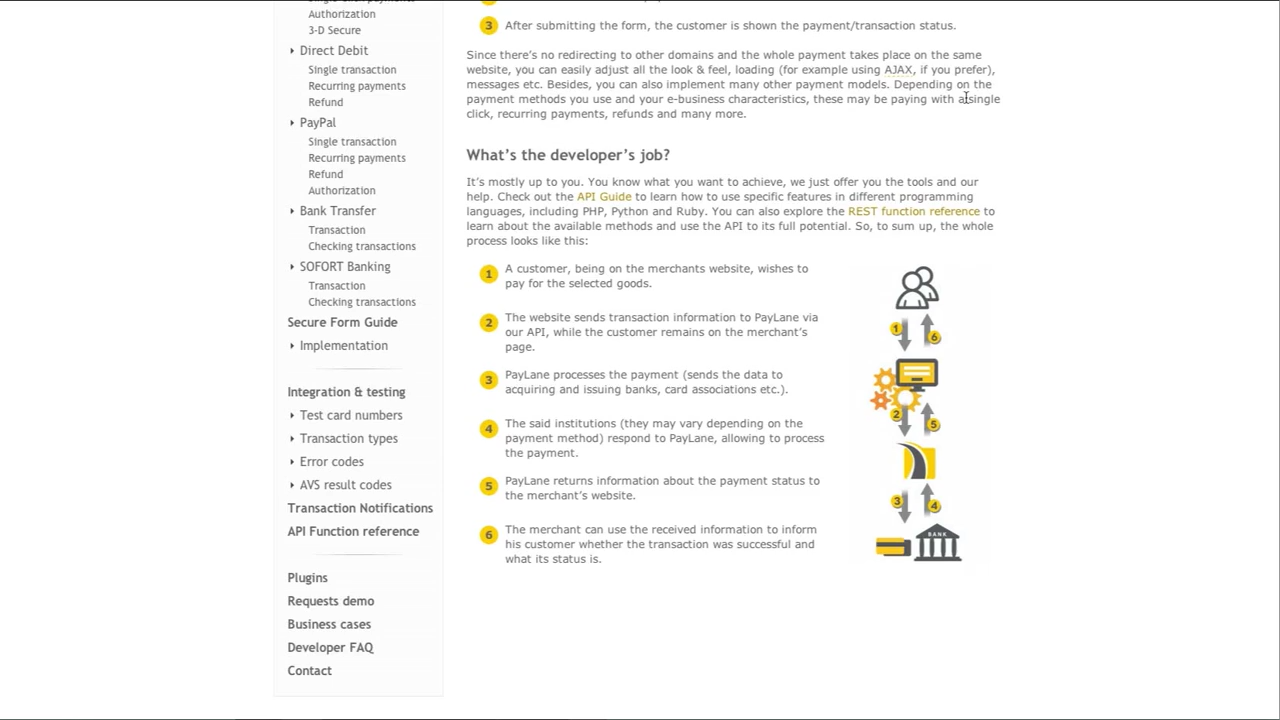 Authorization
3-D Secure
Direct Debit
Single transaction
Recurring payments
Refund
PayPal
Single transaction
Recurring payments
Refund
Authorization
Bank Transfer
Transaction
Checking transactions
SOFORT Banking
Transaction
Checking transactions
Secure Form Guide
Implementation
Integration & testing
Test card numbers
Transaction types
Error codes
AVS result codes
Transaction Notifications
API Function reference
Plugins
Requests demo
Business cases
Developer FAQ
Contact
3 After submitting the form, the customer is shown the payment/transaction status.
Since there's no redirecting to other domains and the whole payment takes place on the same
website, you can easily adjust all the look & feel, loading (for example using AJAX, if you prefer),
messages etc. Besides, you can also implement many other payment models. Depending on the
payment methods you use and your e-business characteristics, these may be paying with a single
click, recurring payments, refunds and many more.
What's the developer's job?
It's mostly up to you. You know what you want to achieve, we just offer you the tools and our
help. Check out the API Guide to learn how to use specific features in different programming
languages, including PHP, Python and Ruby. You can also explore the REST function reference to
learn about the available methods and use the API to its full potential. So, to sum up, the whole
process looks like this:
1 A customer, being on the merchants website, wishes to
pay for the selected goods.
2 The website sends transaction information to PayLane via
our API, while the customer remains on the merchant's
page.
3 PayLane processes the payment (sends the data to
acquiring and issuing banks, card associations etc.).
4 The said institutions (they may vary depending on the
payment method) respond to PayLane, allowing to process
the payment.
5 PayLane returns information about the payment status to
the merchant's website.
6 The merchant can use the received information to inform
his customer whether the transaction was successful and
what its status is.
1 6
2 5
3 4
BANK